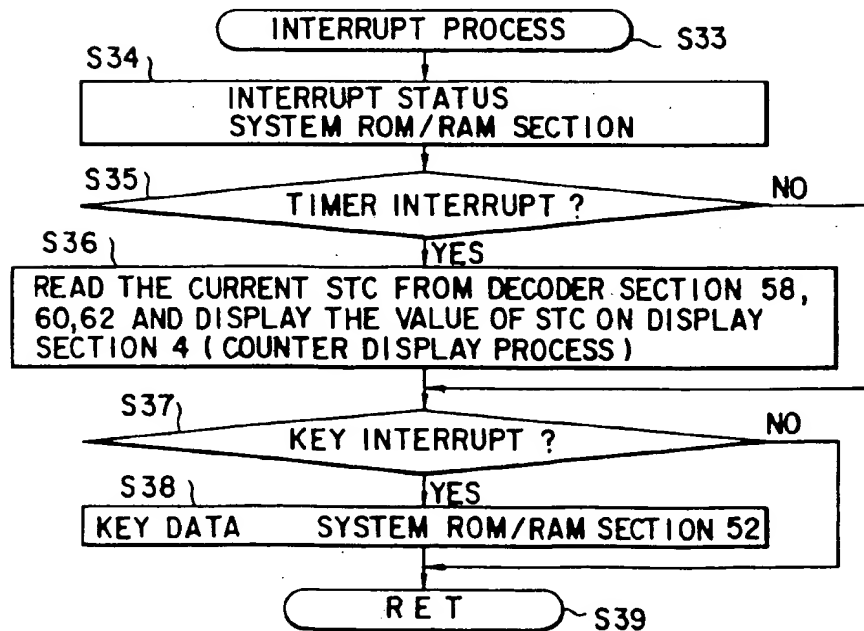 INTERRUPT PROCESS
S33
S34
INTERRUPT STATUS
SYSTEM ROM/RAM SECTION
S35
TIMER INTERRUPT ?
NO
YES
S36
READ THE CURRENT STC FROM DECODER SECTION 58,
60,62 AND DISPLAY THE VALUE OF STC ON DISPLAY
SECTION 4 (COUNTER DISPLAY PROCESS)
S37
KEY INTERRUPT ?
NO
YES
S38
KEY DATA SYSTEM ROM/RAM SECTION 52
RET
S39